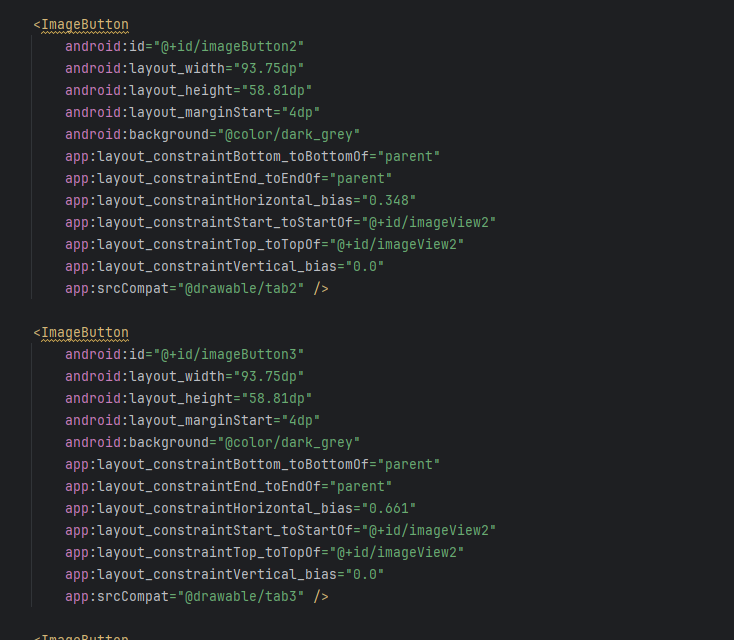 <ImageButton
android:id="@+id/imageButton2"
android:layout_width="93.75dp"
android:layout_height="58.81dp"
android:layout_marginStart="4dp"
android:background="@color/dark_grey"
app:layout_constraintBottom_toBottomOf="parent"
app:layout_constraintEnd_toEndOf="parent"
app:layout_constraintHorizontal_bias="0.348"
app:layout_constraintStart_toStartOf="@+id/imageView2"
app:layout_constraintTop_toTopOf="@+id/imageView2"
app:layout_constraintVertical_bias="0.0"
app:srcCompat="@drawable/tab2" />
<ImageButton
android:id="@+id/imageButton3"
android:layout_width="93.75dp"
android:layout_height="58.81dp"
android:layout_marginStart="4dp"
android:background="@color/dark_grey"
app:layout_constraintBottom_toBottomOf="parent"
app:layout_constraintEnd_toEndOf="parent"
app:layout_constraintHorizontal_bias="0.661"
app:layout_constraintStart_toStartOf="@+id/imageView2"
app:layout_constraintTop_toTopOf="@+id/imageView2"
app:layout_constraintVertical_bias="0.0"
app:srcCompat="@drawable/tab3" />
<ImageButton